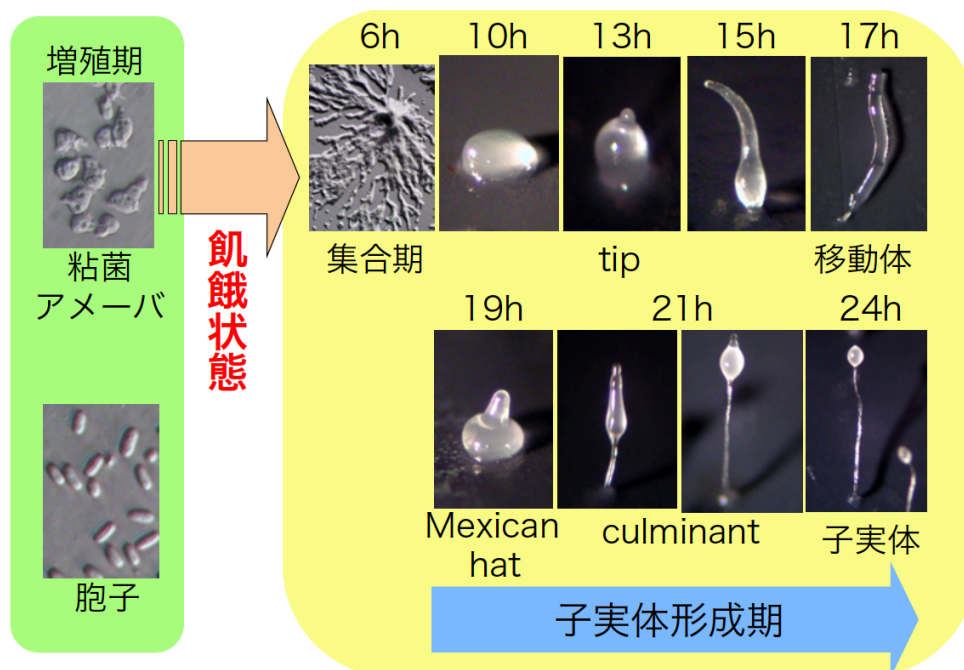 増殖期
粘菌
アメーバ
胞子
飢餓状態
6h 10h 13h 15h 17h
集合期 tip 移動体
19h 21h 24h
Mexican
hat
culminant
子実体
子実体形成期